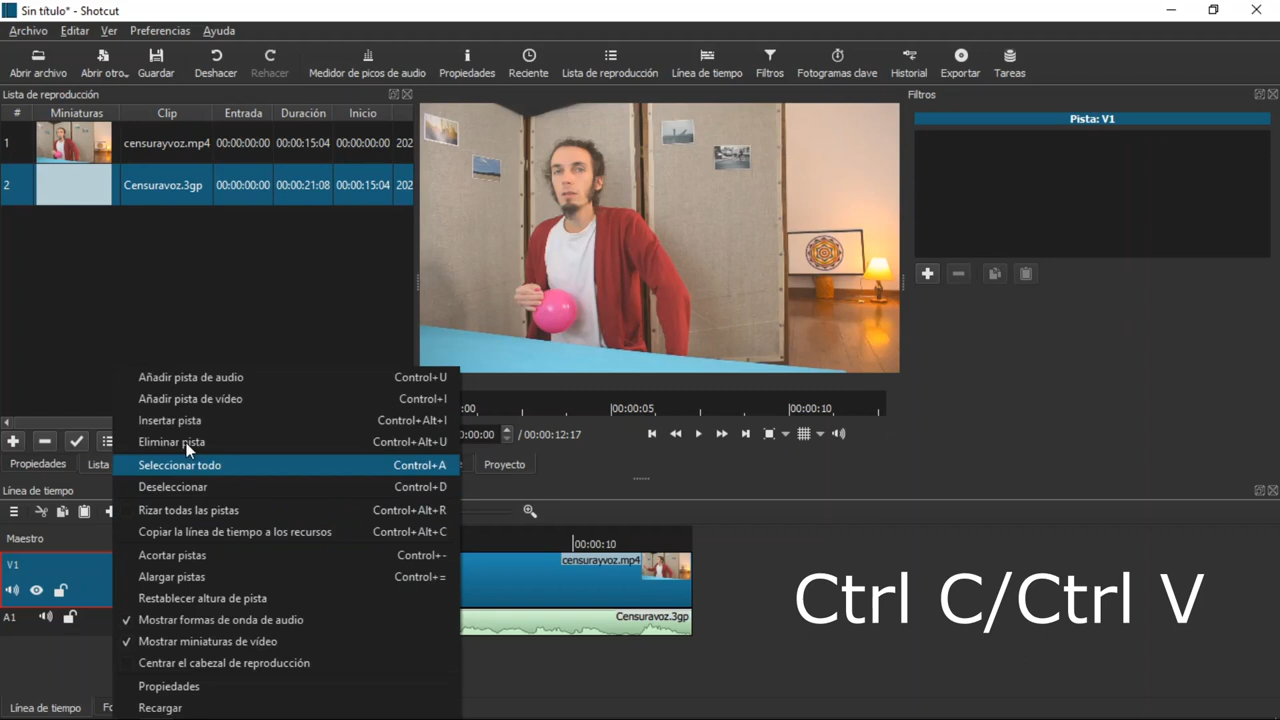 Sin título* - Shotcut
Archivo Editar Ver Preferencias Ayuda
Abrir archivo Abrir otro... Guardar Deshacer Rehacer Medidor de picos de audio Propiedades Reciente Lista de reproducción Línea de tiempo Filtros Fotogramas clave Historial Exportar Tareas
Lista de reproducción
# Miniaturas Clip Entrada Duración Inicio
1 censurayvoz.mp4 00:00:00:00 00:00:15:04 00:00:00:00 202
2 Censuravoz.3gp 00:00:00:00 00:00:21:08 00:00:15:04 202
Filtros
Pista: V1
Añadir pista de audio Control+U
Añadir pista de vídeo Control+I
Insertar pista Control+Alt+I
Eliminar pista Control+Alt+U
Seleccionar todo Control+A
Deseleccionar Control+D
Rizar todas las pistas Control+Alt+R
Copiar la línea de tiempo a los recursos Control+Alt+C
Acortar pistas Control+-
Alargar pistas Control+=
Restablecer altura de pista
Mostrar formas de onda de audio
Mostrar miniaturas de vídeo
Centrar el cabezal de reproducción
Propiedades
Recargar
:00 00:00:05 00:00:10
00:00 / 00:00:12:17
Propiedades Lista Proyecto
Línea de tiempo
Maestro 00:00:10
V1 censurayvoz.mp4
A1 Censuravoz.3gp
Ctrl C/Ctrl V
Línea de tiempo Fo